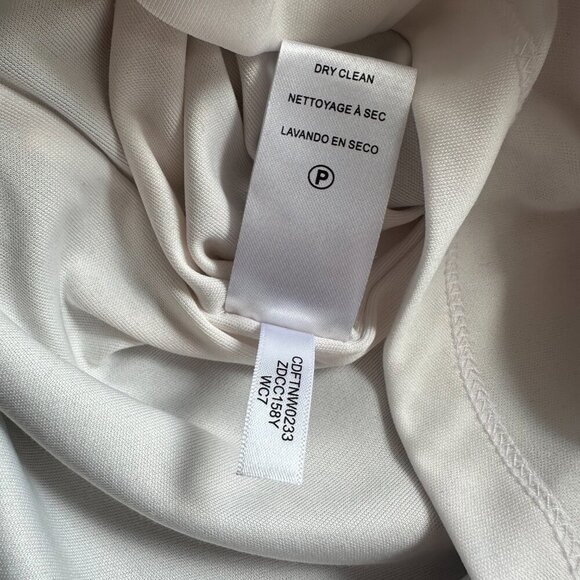 DRY CLEAN
NETTOYAGE À SEC
LAVANDO EN SECO
P
CDFTNW0233
ZDCC158Y
WC7